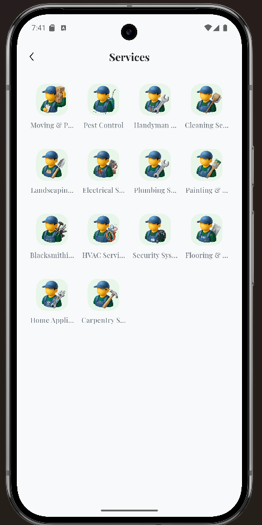 7:41
Services
Moving & P...
Pest Control
Handyman ...
Cleaning Se...
Landscapin...
Electrical S...
Plumbing S...
Painting & ...
Blacksmithi...
HVAC Servi...
Security Sys...
Flooring & ...
Home Appli...
Carpentry S...